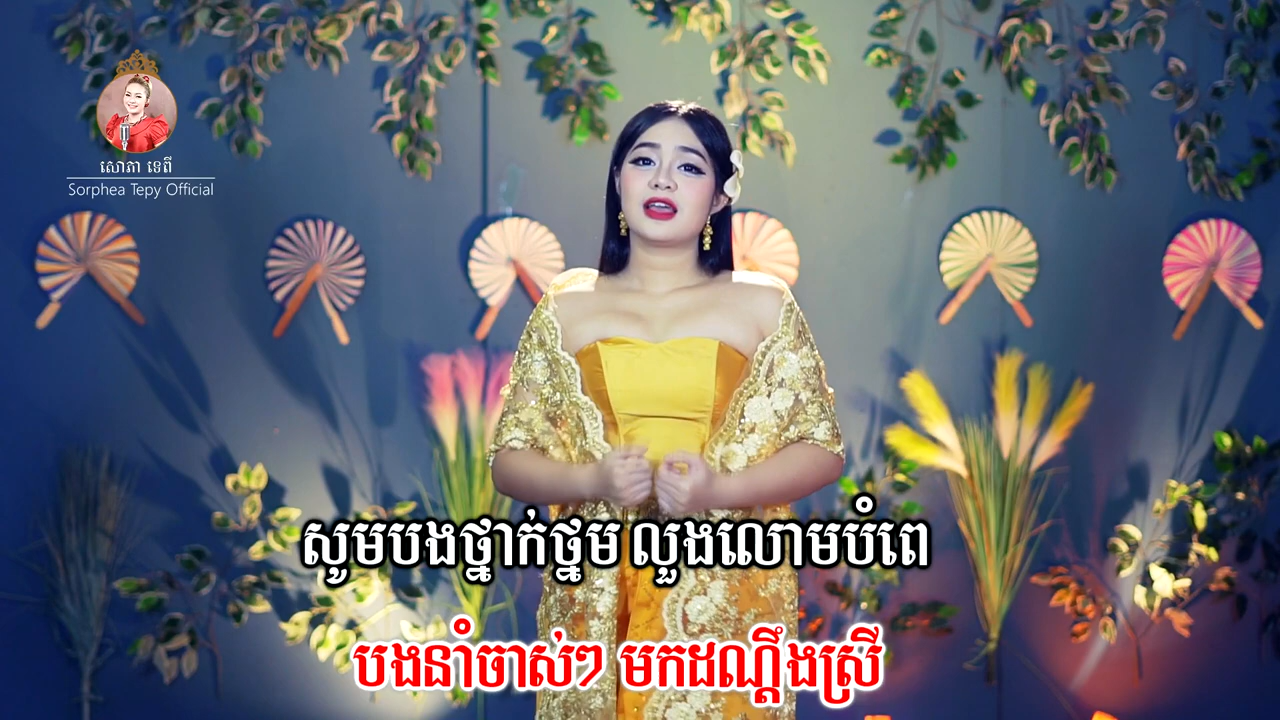 សោភា ទេពី
Sorphea Tepy Official
សូមបងថ្នាក់ថ្នម លួងលោមបំពេ
បងនាំចាស់ៗ មកដណ្ដឹងស្រី